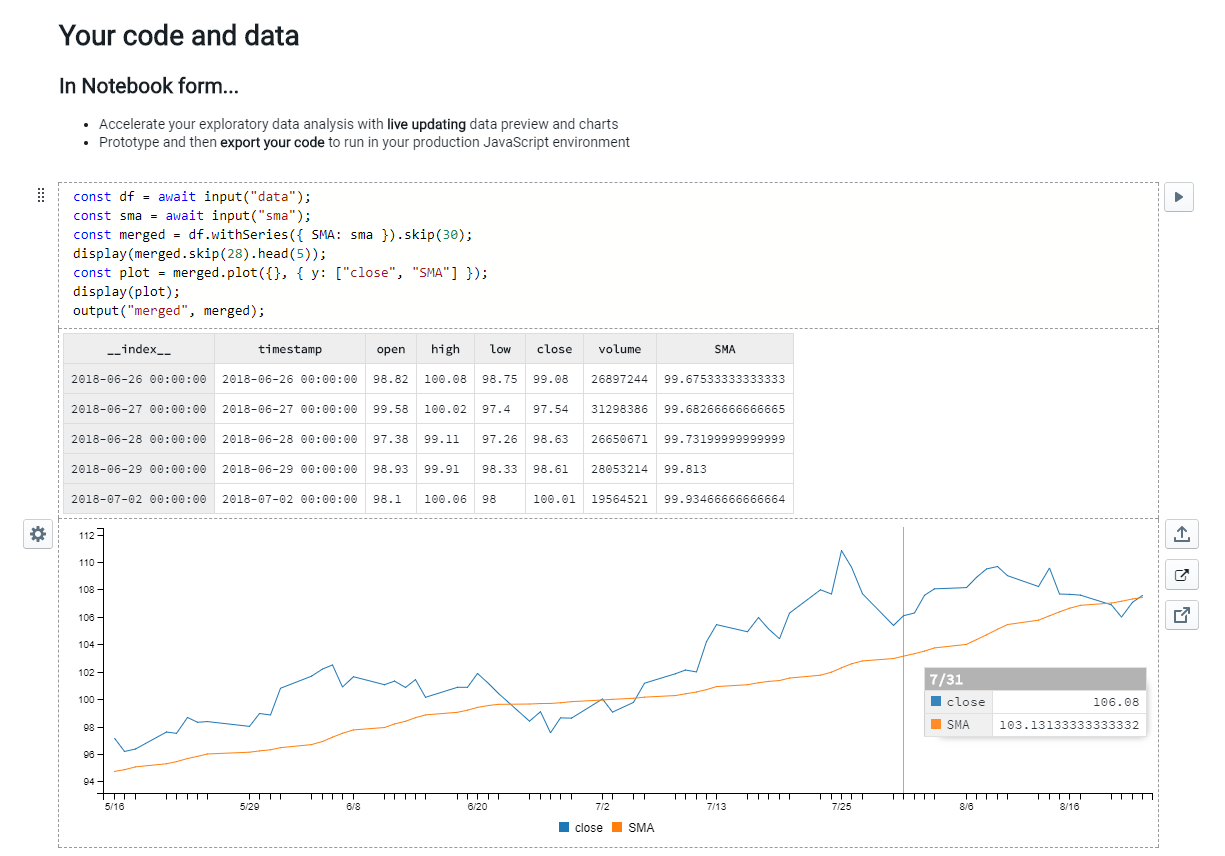 Your code and data
In Notebook form...
• Accelerate your exploratory data analysis with live updating data preview and charts
• Prototype and then export your code to run in your production JavaScript environment
const df = await input("data");
const sma = await input("sma");
const merged = df.withSeries({ SMA: sma }).skip(30);
display(merged.skip(28).head(5));
const plot = merged.plot({}, { y: ["close", "SMA"] });
display(plot);
output("merged", merged);
__index__ timestamp open high low close volume SMA
2018-06-26 00:00:00 2018-06-26 00:00:00 98.82 100.08 98.75 99.08 26897244 99.67533333333333
2018-06-27 00:00:00 2018-06-27 00:00:00 99.58 100.02 97.4 97.54 31298386 99.68266666666665
2018-06-28 00:00:00 2018-06-28 00:00:00 97.38 99.11 97.26 98.63 26650671 99.73199999999999
2018-06-29 00:00:00 2018-06-29 00:00:00 98.93 99.91 98.33 98.61 28053214 99.813
2018-07-02 00:00:00 2018-07-02 00:00:00 98.1 100.06 98 100.01 19564521 99.93466666666664
112
110
108
106
104
102
100
98
96
94
7/31
close 106.08
SMA 103.13133333333332
5/16 5/29 6/8 6/20 7/2 7/13 7/25 8/6 8/16
close SMA